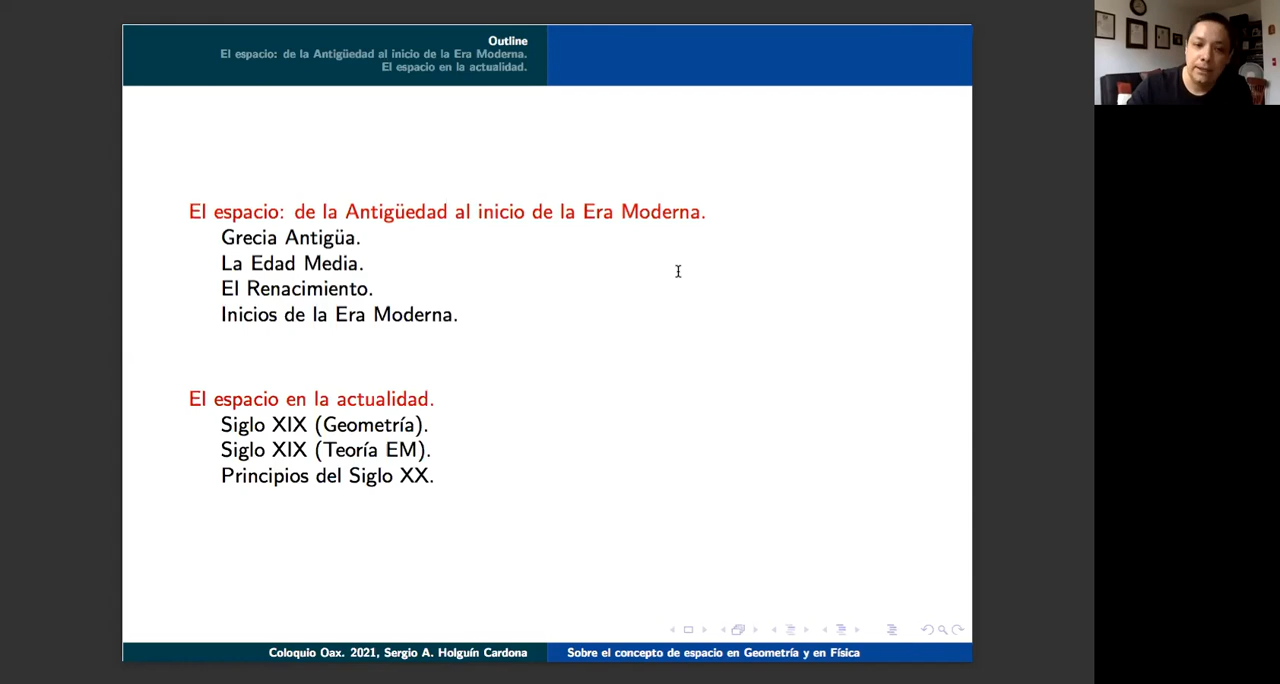 Outline
El espacio: de la Antigüedad al inicio de la Era Moderna.
El espacio en la actualidad.
El espacio: de la Antigüedad al inicio de la Era Moderna.
Grecia Antigüa.
La Edad Media.
El Renacimiento.
Inicios de la Era Moderna.
El espacio en la actualidad.
Siglo XIX (Geometría).
Siglo XIX (Teoría EM).
Principios del Siglo XX.
Coloquio Oax. 2021, Sergio A. Holguín Cardona
Sobre el concepto de espacio en Geometría y en Física